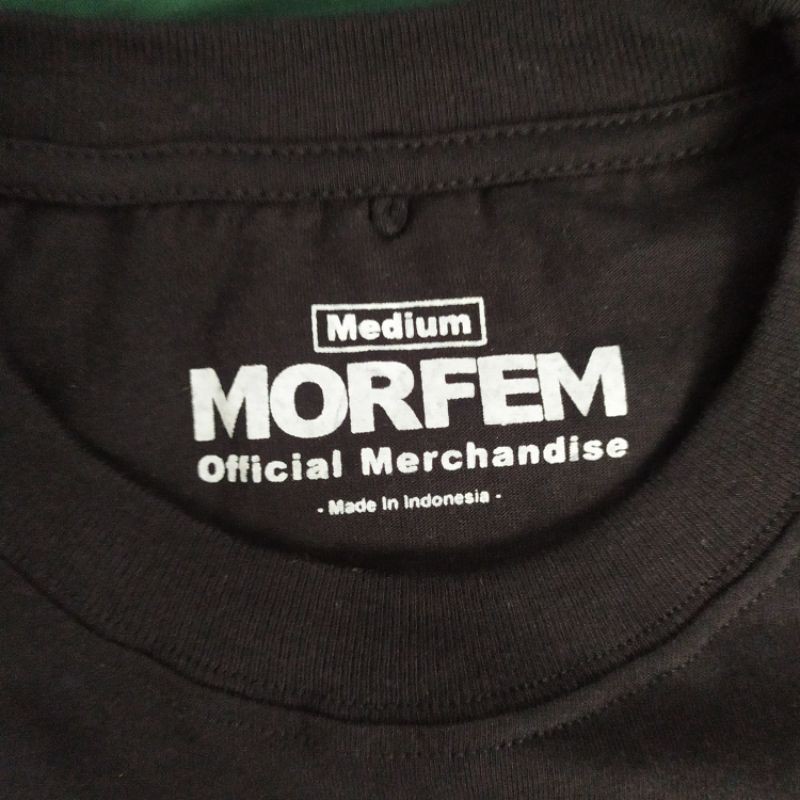 Medium
MORFEM
Official Merchandise
- Made In Indonesia -